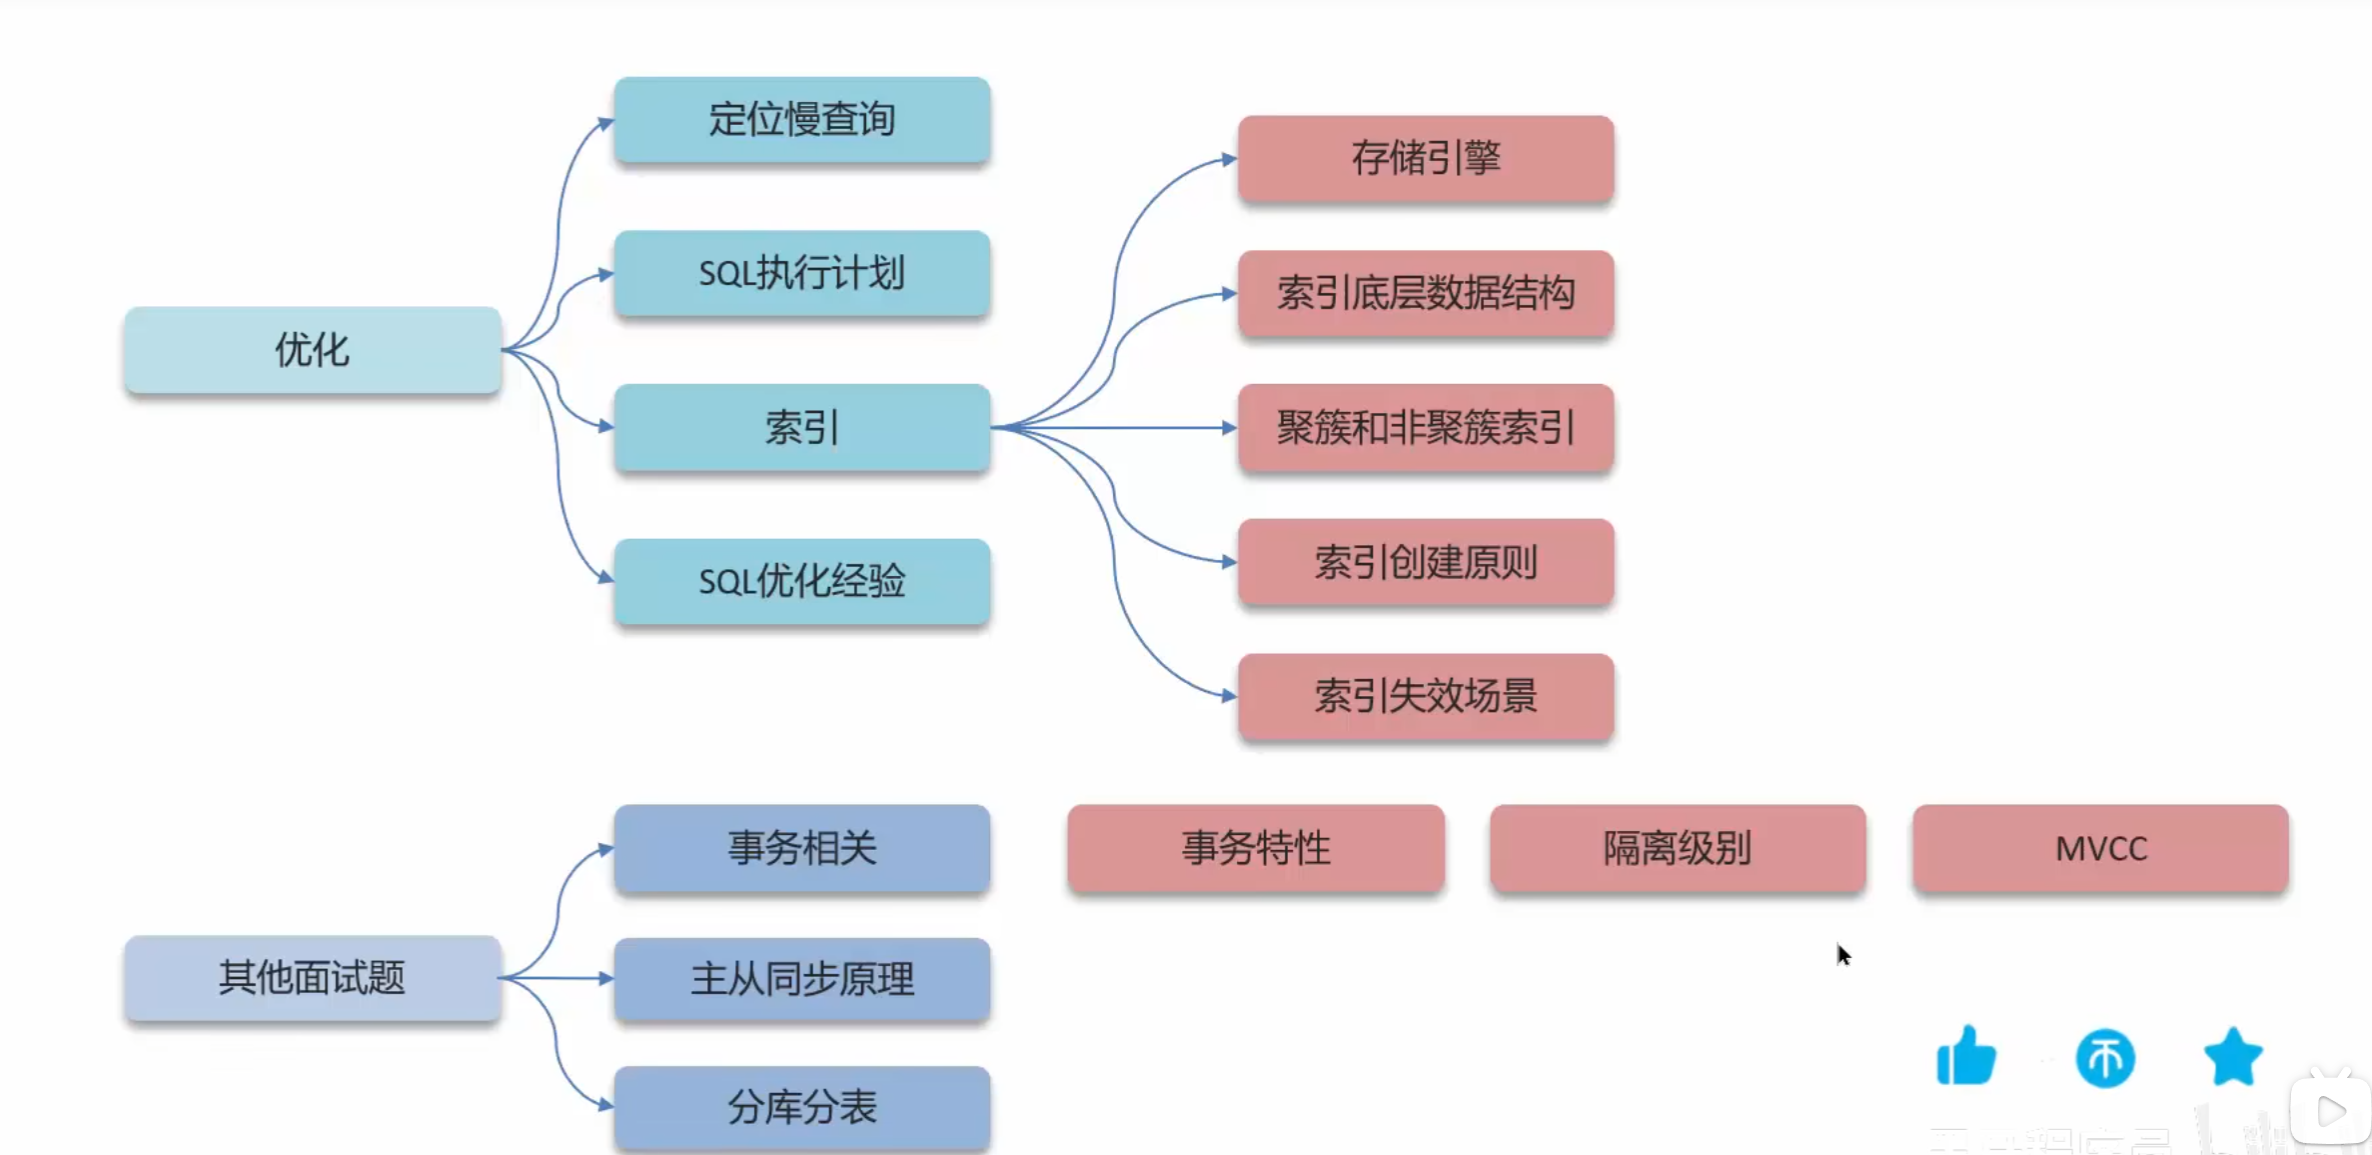 优化
定位慢查询
SQL执行计划
索引
SQL优化经验
存储引擎
索引底层数据结构
聚簇和非聚簇索引
索引创建原则
索引失效场景
其他面试题
事务相关
主从同步原理
分库分表
事务特性
隔离级别
MVCC